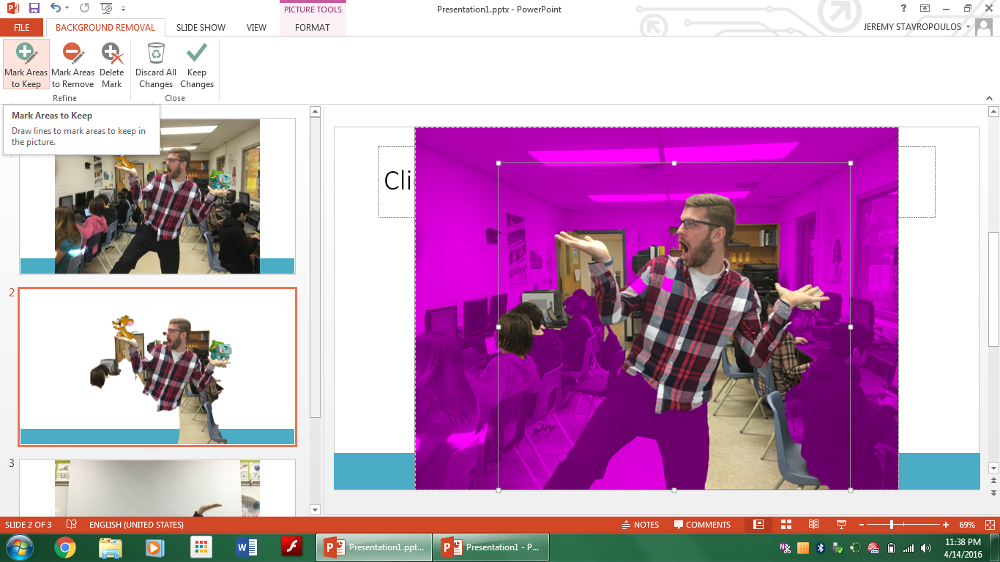 PICTURE TOOLS
Presentation1.pptx - PowerPoint
?
FILE
BACKGROUND REMOVAL
SLIDE SHOW
VIEW
FORMAT
JEREMY STAVROPOULOS
Mark Areas to Keep
Mark Areas to Remove
Delete Mark
Discard All Changes
Keep Changes
Refine
Close
Mark Areas to Keep
Draw lines to mark areas to keep in
the picture.
2
3
Cli
SLIDE 2 OF 3
ENGLISH (UNITED STATES)
NOTES
COMMENTS
69%
Presentation1.ppt...
Presentation1 - P...
11:38 PM
4/14/2016